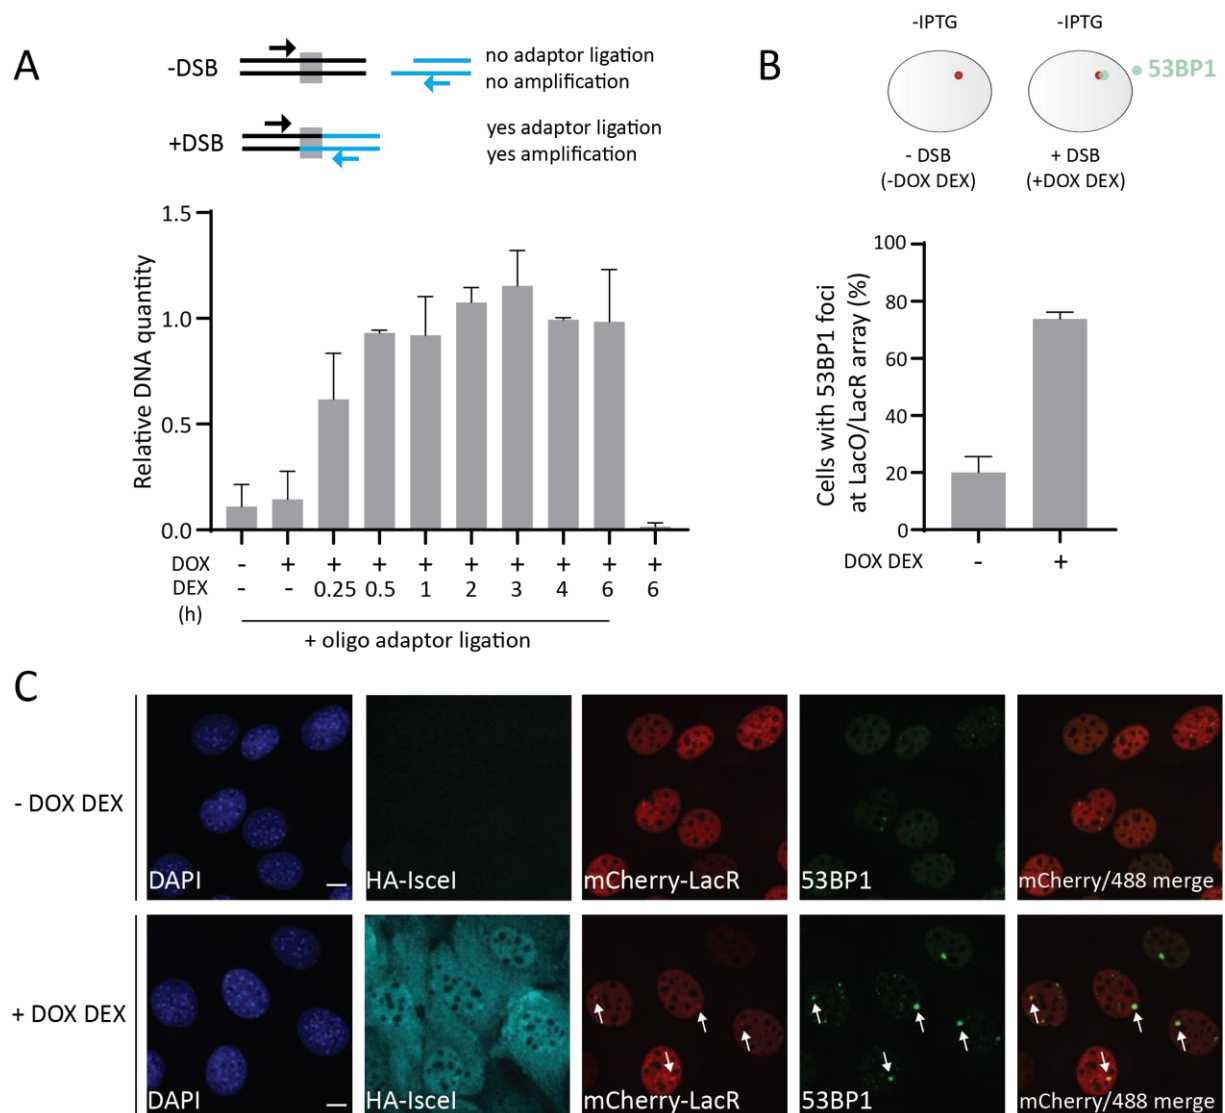 A
-DSB
no adaptor ligation
no amplification
+DSB
yes adaptor ligation
yes amplification
Relative DNA quantity
1.5
1.0
0.5
0.0
DOX - + + + + + + + + +
DEX - - 0.25 0.5 1 2 3 4 6 6
(h)
+ oligo adaptor ligation
B
-IPTG -IPTG
53BP1
- DSB + DSB
(-DOX DEX) (+DOX DEX)
Cells with 53BP1 foci
at LacO/LacR array (%)
100
80
60
40
20
0
DOX DEX - +
C
- DOX DEX
DAPI HA-IsceI mCherry-LacR 53BP1 mCherry/488 merge
+ DOX DEX
DAPI HA-IsceI mCherry-LacR 53BP1 mCherry/488 merge